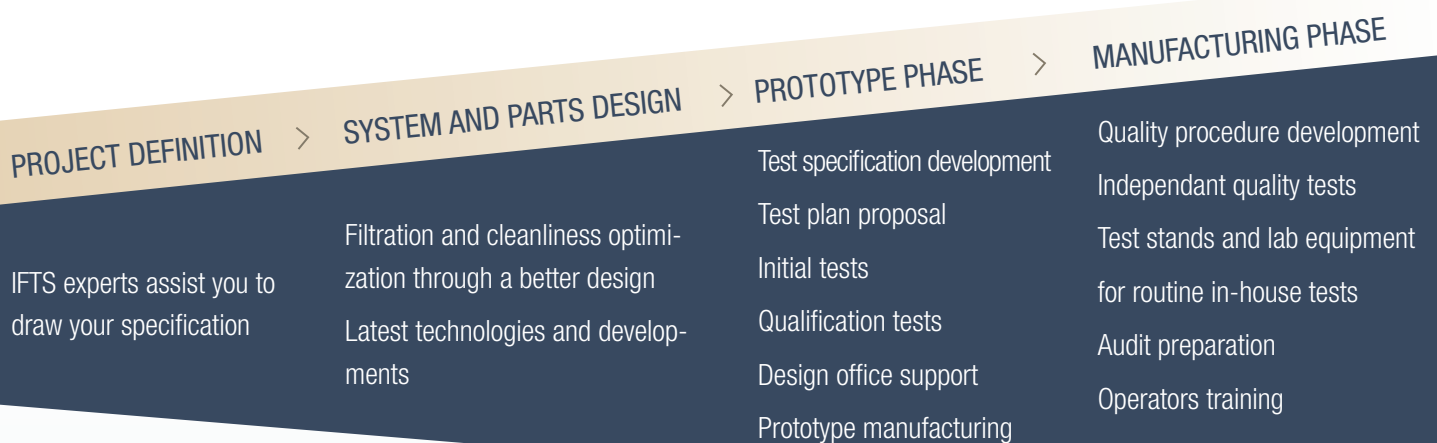 PROJECT DEFINITION > SYSTEM AND PARTS DESIGN > PROTOTYPE PHASE > MANUFACTURING PHASE
IFTS experts assist you to
draw your specification
Filtration and cleanliness optimi-
zation through a better design
Latest technologies and develop-
ments
Test specification development
Test plan proposal
Initial tests
Qualification tests
Design office support
Prototype manufacturing
Quality procedure development
Independant quality tests
Test stands and lab equipment
for routine in-house tests
Audit preparation
Operators training